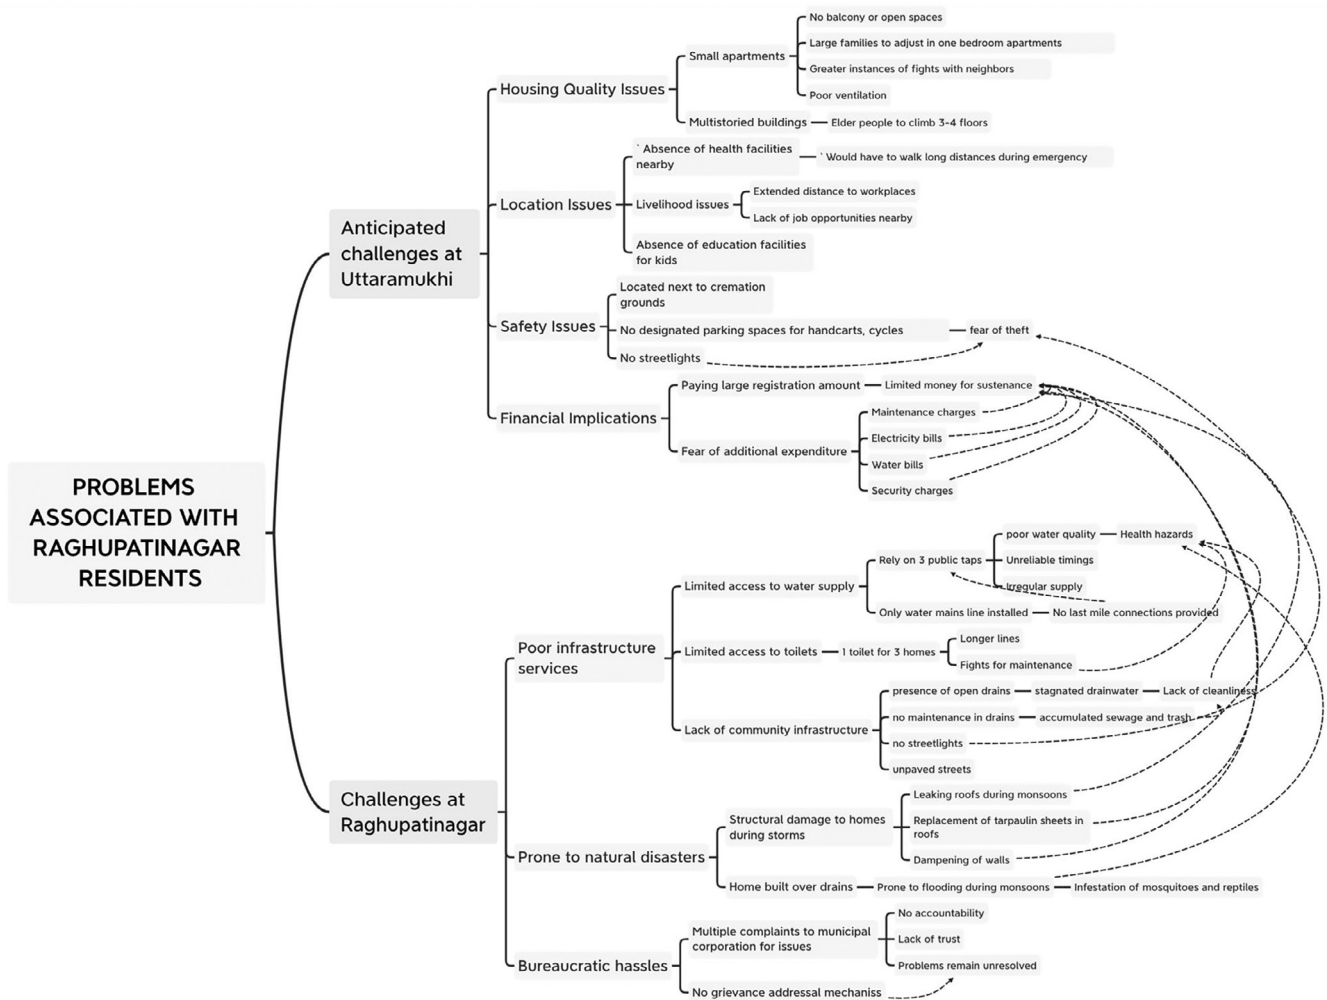 PROBLEMS
ASSOCIATED WITH
RAGHUPATINAGAR
RESIDENTS
Anticipated
challenges at
Uttaramukhi
Housing Quality Issues
Small apartments
No balcony or open spaces
Large families to adjust in one bedroom apartments
Greater instances of fights with neighbors
Poor ventilation
Multistoried buildings
Elder people to climb 3-4 floors
Location Issues
` Absence of health facilities
nearby
` Would have to walk long distances during emergency
Livelihood issues
Extended distance to workplaces
Lack of job opportunities nearby
Absence of education facilities
for kids
Safety Issues
Located next to cremation
grounds
No designated parking spaces for handcarts, cycles
fear of theft
No streetlights
Financial Implications
Paying large registration amount
Limited money for sustenance
Fear of additional expenditure
Maintenance charges
Electricity bills
Water bills
Security charges
Challenges at
Raghupatinagar
Poor infrastructure
services
Limited access to water supply
Rely on 3 public taps
poor water quality
Health hazards
Unreliable timings
Irregular supply
Only water mains line installed
No last mile connections provided
Limited access to toilets
1 toilet for 3 homes
Longer lines
Fights for maintenance
Lack of community infrastructure
presence of open drains
stagnated drainwater
Lack of cleanliness
no maintenance in drains
accumulated sewage and trash
no streetlights
unpaved streets
Prone to natural disasters
Structural damage to homes
during storms
Leaking roofs during monsoons
Replacement of tarpaulin sheets in
roofs
Dampening of walls
Home built over drains
Prone to flooding during monsoons
Infestation of mosquitoes and reptiles
Bureaucratic hassles
Multiple complaints to municipal
corporation for issues
No accountability
Lack of trust
Problems remain unresolved
No grievance addressal mechaniss